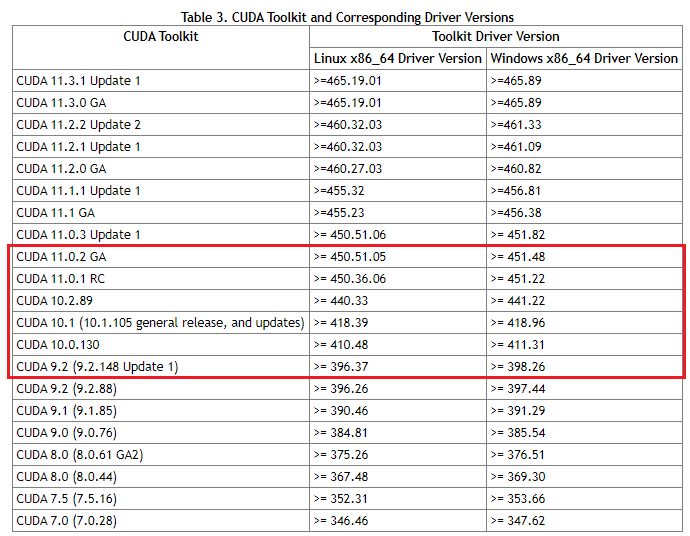 Table 3. CUDA Toolkit and Corresponding Driver Versions
CUDA Toolkit Toolkit Driver Version
Linux x86_64 Driver Version Windows x86_64 Driver Version
CUDA 11.3.1 Update 1 >=465.19.01 >=465.89
CUDA 11.3.0 GA >=465.19.01 >=465.89
CUDA 11.2.2 Update 2 >=460.32.03 >=461.33
CUDA 11.2.1 Update 1 >=460.32.03 >=461.09
CUDA 11.2.0 GA >=460.27.03 >=460.82
CUDA 11.1.1 Update 1 >=455.32 >=456.81
CUDA 11.1 GA >=455.23 >=456.38
CUDA 11.0.3 Update 1 >= 450.51.06 >= 451.82
CUDA 11.0.2 GA >= 450.51.05 >= 451.48
CUDA 11.0.1 RC >= 450.36.06 >= 451.22
CUDA 10.2.89 >= 440.33 >= 441.22
CUDA 10.1 (10.1.105 general release, and updates) >= 418.39 >= 418.96
CUDA 10.0.130 >= 410.48 >= 411.31
CUDA 9.2 (9.2.148 Update 1) >= 396.37 >= 398.26
CUDA 9.2 (9.2.88) >= 396.26 >= 397.44
CUDA 9.1 (9.1.85) >= 390.46 >= 391.29
CUDA 9.0 (9.0.76) >= 384.81 >= 385.54
CUDA 8.0 (8.0.61 GA2) >= 375.26 >= 376.51
CUDA 8.0 (8.0.44) >= 367.48 >= 369.30
CUDA 7.5 (7.5.16) >= 352.31 >= 353.66
CUDA 7.0 (7.0.28) >= 346.46 >= 347.62